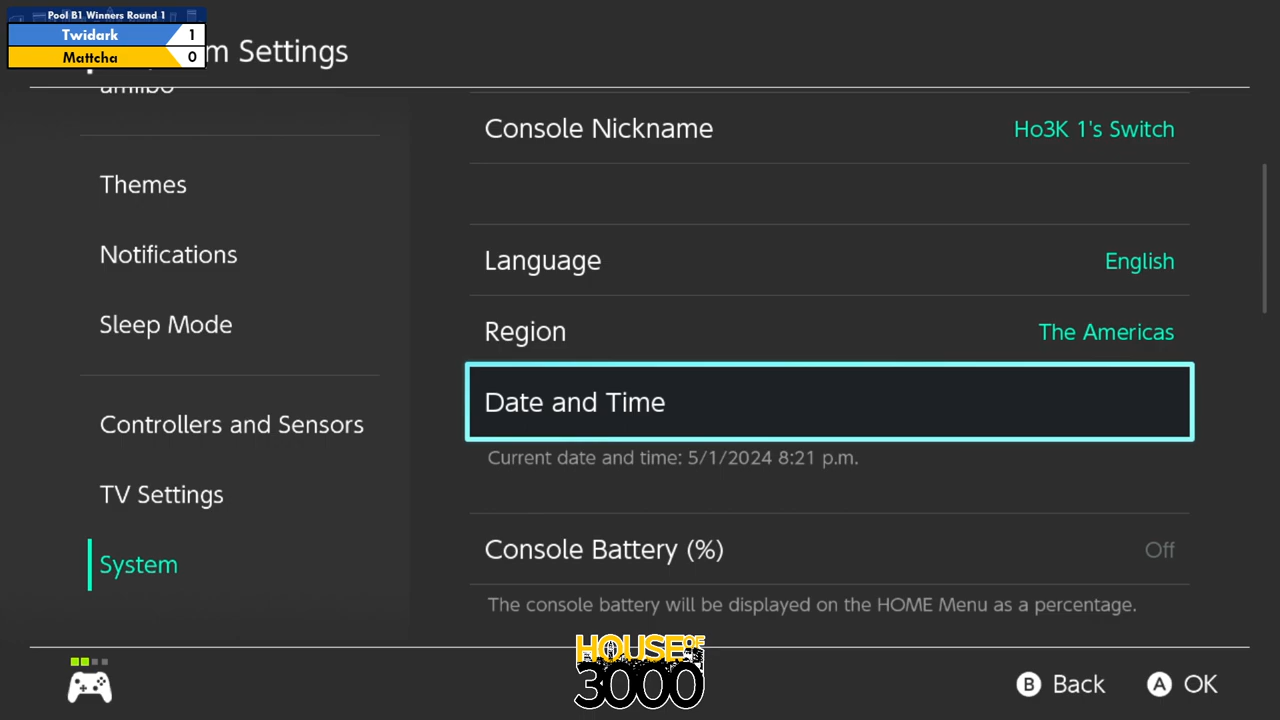 Pool B1 Winners Round 1
Twidark 1
Mattcha 0
m Settings
amiibo
Themes
Notifications
Sleep Mode
Controllers and Sensors
TV Settings
System
Console Nickname Ho3K 1's Switch
Language English
Region The Americas
Date and Time
Current date and time: 5/1/2024 8:21 p.m.
Console Battery (%) Off
The console battery will be displayed on the HOME Menu as a percentage.
HOUSE OF
3000
B Back A OK